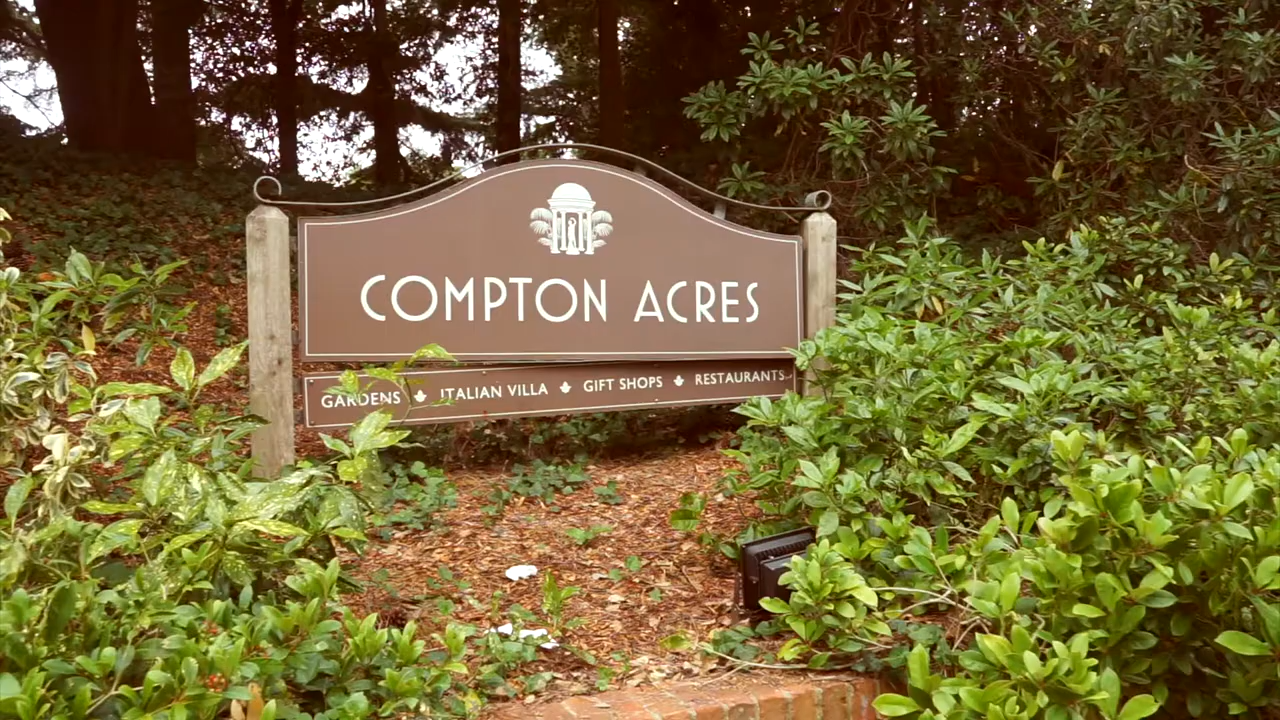 COMPTON ACRES
GARDENS ITALIAN VILLA GIFT SHOPS RESTAURANTS